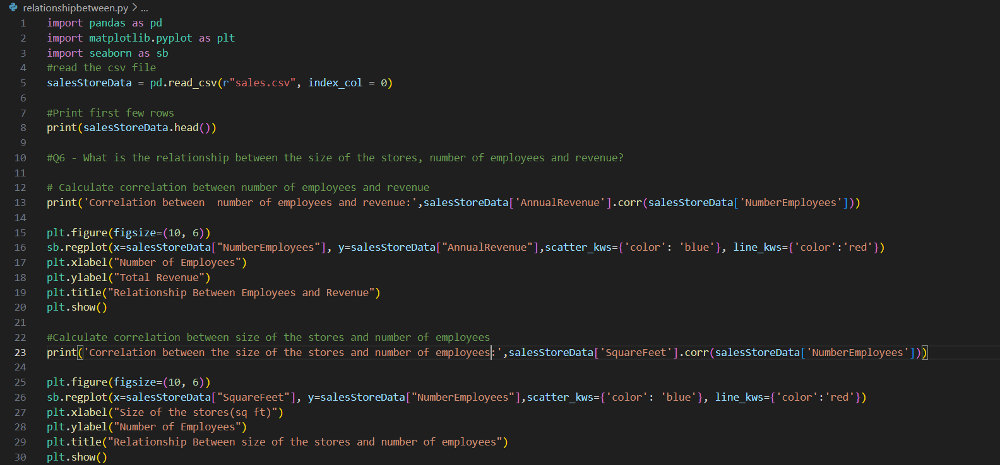 relationshipbetween.py > ...
1 import pandas as pd
2 import matplotlib.pyplot as plt
3 import seaborn as sb
4 #read the csv file
5 salesStoreData = pd.read_csv(r"sales.csv", index_col = 0)
6
7 #Print first few rows
8 print(salesStoreData.head())
9
10 #Q6 - What is the relationship between the size of the stores, number of employees and revenue?
11
12 # Calculate correlation between number of employees and revenue
13 print('Correlation between  number of employees and revenue:',salesStoreData['AnnualRevenue'].corr(salesStoreData['NumberEmployees']))
14
15 plt.figure(figsize=(10, 6))
16 sb.regplot(x=salesStoreData["NumberEmployees"], y=salesStoreData["AnnualRevenue"],scatter_kws={'color': 'blue'}, line_kws={'color':'red'})
17 plt.xlabel("Number of Employees")
18 plt.ylabel("Total Revenue")
19 plt.title("Relationship Between Employees and Revenue")
20 plt.show()
21
22 #Calculate correlation between size of the stores and number of employees
23 print('Correlation between the size of the stores and number of employees:',salesStoreData['SquareFeet'].corr(salesStoreData['NumberEmployees']))
24
25 plt.figure(figsize=(10, 6))
26 sb.regplot(x=salesStoreData["SquareFeet"], y=salesStoreData["NumberEmployees"],scatter_kws={'color': 'blue'}, line_kws={'color':'red'})
27 plt.xlabel("Size of the stores(sq ft)")
28 plt.ylabel("Number of Employees")
29 plt.title("Relationship Between size of the stores and number of employees")
30 plt.show()